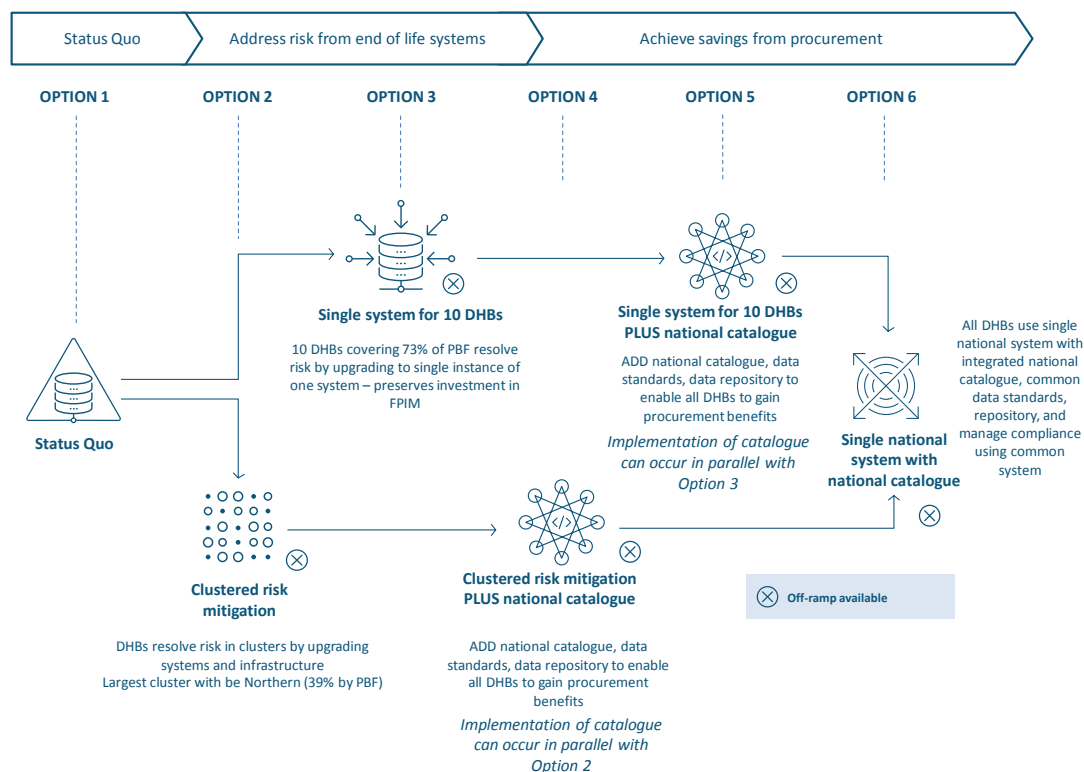 Status Quo
Address risk from end of life systems
Achieve savings from procurement
OPTION 1
OPTION 2
OPTION 3
OPTION 4
OPTION 5
OPTION 6
Single system for 10 DHBs
10 DHBs covering 73% of PBF resolve
risk by upgrading to single instance of
one system – preserves investment in
FPIM
</>
Single system for 10 DHBs
PLUS national catalogue
ADD national catalogue, data
standards, data repository to
enable all DHBs to gain
procurement benefits
Implementation of catalogue
can occur in parallel with
Option 3
All DHBs use single
national system with
integrated national
catalogue, common
data standards,
repository, and
manage compliance
using common
system
Single national
system with
national catalogue
Status Quo
Clustered risk
mitigation
DHBs resolve risk in clusters by upgrading
systems and infrastructure
Largest cluster with be Northern (39% by PBF)
</>
Clustered risk mitigation
PLUS national catalogue
ADD national catalogue, data
standards, data repository to enable
all DHBs to gain procurement
benefits
Implementation of catalogue
can occur in parallel with
Option 2
Off-ramp available